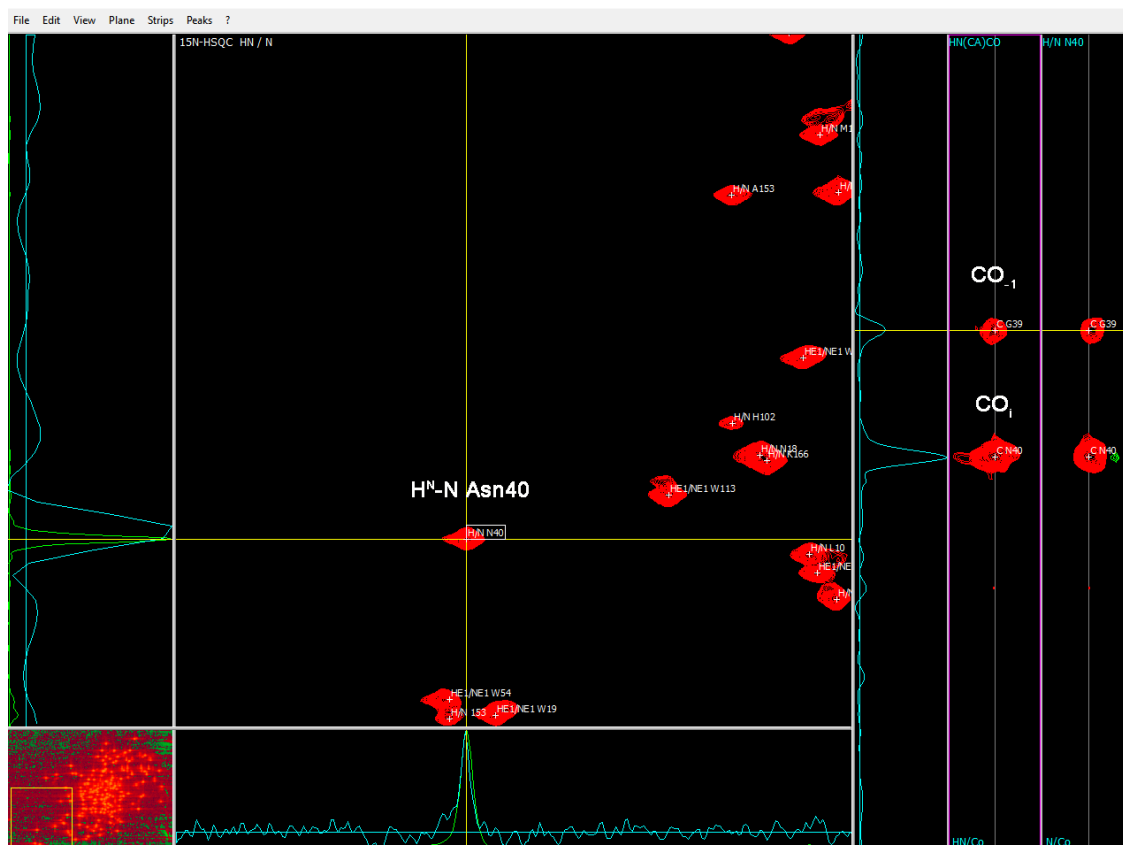 File Edit View Plane Strips Peaks ?
15N-HSQC HN / N
HN(CA)CO
H/N N40
H/N M1
H/N A153
H/
CO-1
C G39
C G39
HE1/NE1 W
COi
H/N H102
H/N N18
H/N K166
C N40
C N40
HE1/NE1 W113
Hᴺ-N Asn40
H/N N40
H/N L10
HE1/NE
H/N
HE1/NE1 W54
H/N 153
HE1/NE1 W19
HN/Co
N/Co